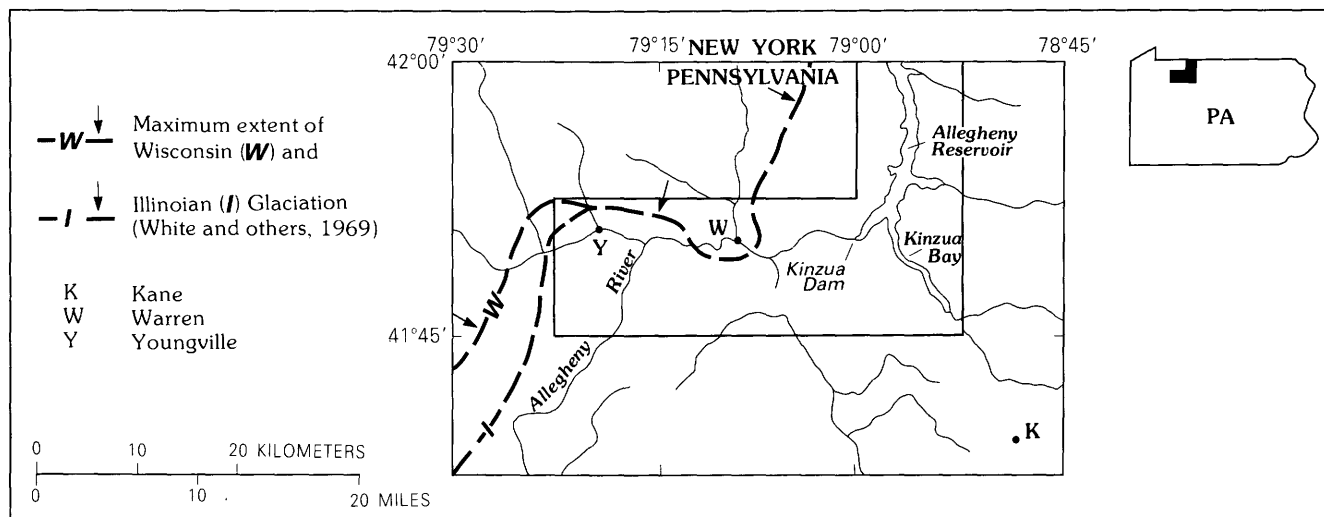 79°30'
79°15'
79°00'
78°45'
NEW YORK
PENNSYLVANIA
42°00'
41°45'
PA
W
Maximum extent of
Wisconsin (W) and
I
Illinoian (I) Glaciation
(White and others, 1969)
K Kane
W Warren
Y Youngville
0 10 20 KILOMETERS
0 10 20 MILES
Allegheny
Reservoir
W
Y
Kinzua
Bay
Kinzua
Dam
River
Allegheny
W
I
K